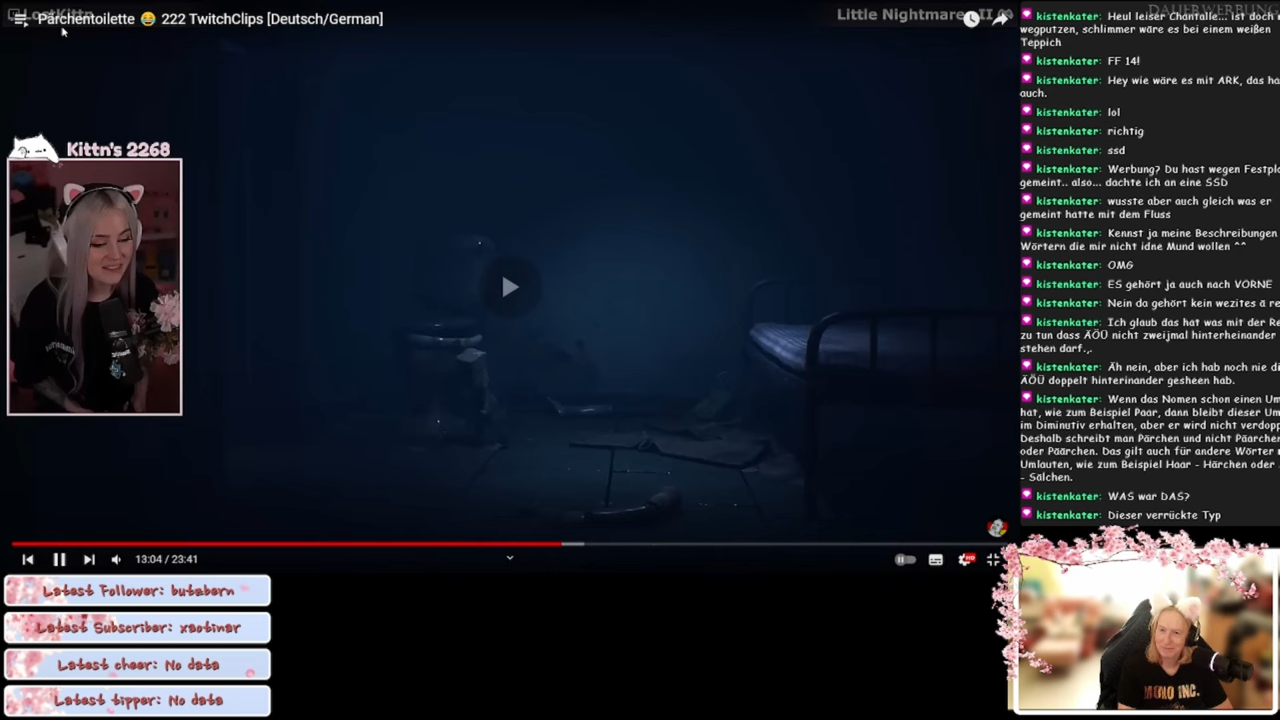 Pärchentoilette 😂 222 TwitchClips [Deutsch/German]
Little Nightmares II
DAUERWERBUNG
Kittn's 2268
kistenkater: Heul leiser Chantalle... ist doch
wegputzen, schlimmer wäre es bei einem weißen
Teppich
kistenkater: FF 14!
kistenkater: Hey wie wäre es mit ARK, das ha
auch.
kistenkater: lol
kistenkater: richtig
kistenkater: ssd
kistenkater: Werbung? Du hast wegen Festpl
gemeint.. also... dachte ich an eine SSD
kistenkater: wusste aber auch gleich was er
gemeint hatte mit dem Fluss
kistenkater: Kennst ja meine Beschreibungen
Wörtern die mir nicht idne Mund wollen ^^
kistenkater: OMG
kistenkater: ES gehört ja auch nach VORNE
kistenkater: Nein da gehört kein wezites ä re
kistenkater: Ich glaub das hat was mit der Re
zu tun dass ÄÖÜ nicht zweijmal hinterheinander
stehen darf.,.
kistenkater: Äh nein, aber ich hab noch nie di
ÄÖÜ doppelt hinterinander gesheen hab.
kistenkater: Wenn das Nomen schon einen Um
hat, wie zum Beispiel Paar, dann bleibt dieser Um
im Diminutiv erhalten, aber er wird nicht verdopp
Deshalb schreibt man Pärchen und nicht Päarche
oder Päärchen. Das gilt auch für andere Wörter
Umlauten, wie zum Beispiel Haar - Härchen oder
- Sälchen.
kistenkater: WAS war DAS?
kistenkater: Dieser verrückte Typ
13:04 / 23:41
HD
Latest Follower: butabern
Latest Subscriber: xaotinar
Latest cheer: No data
Latest tipper: No data
MONO INC.